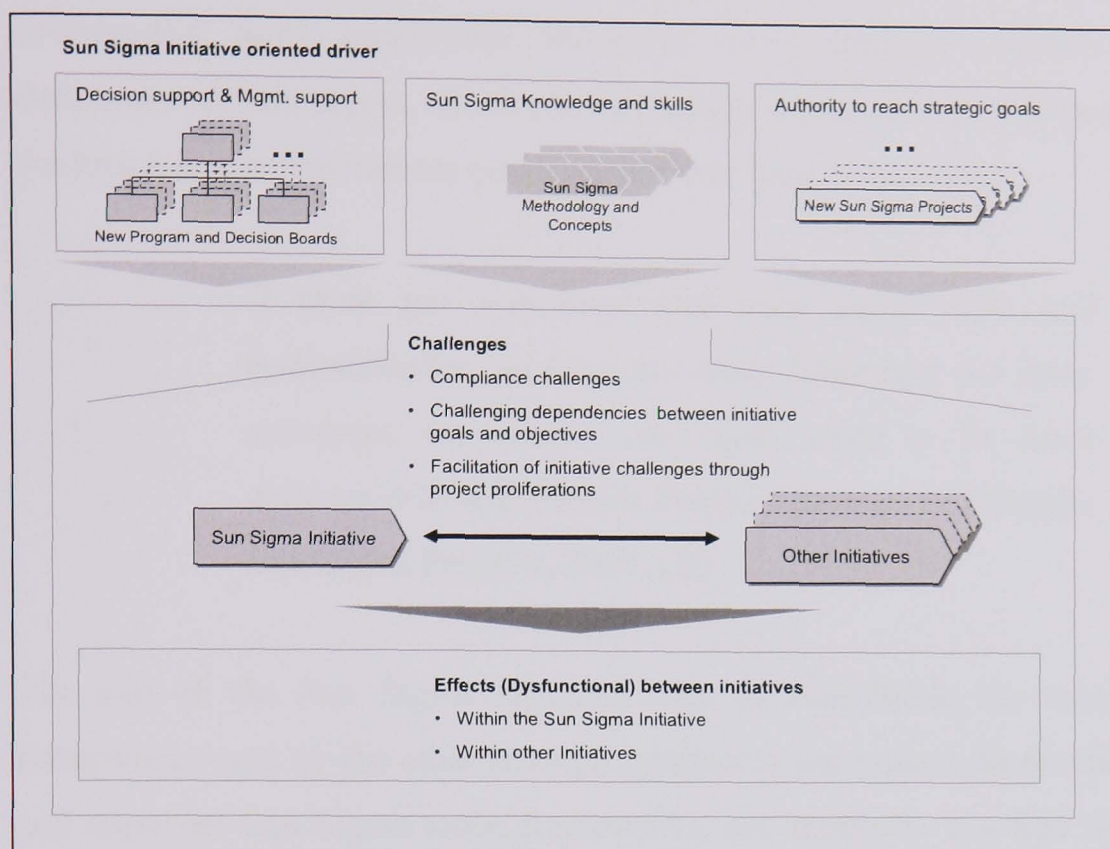 Sun Sigma Initiative oriented driver
Decision support & Mgmt. support
...
New Program and Decision Boards
Sun Sigma Knowledge and skills
Sun Sigma
Methodology and
Concepts
Authority to reach strategic goals
...
New Sun Sigma Projects
Challenges
• Compliance challenges
• Challenging dependencies between initiative
goals and objectives
• Facilitation of initiative challenges through
project proliferations
Sun Sigma Initiative
Other Initiatives
Effects (Dysfunctional) between initiatives
• Within the Sun Sigma Initiative
• Within other Initiatives